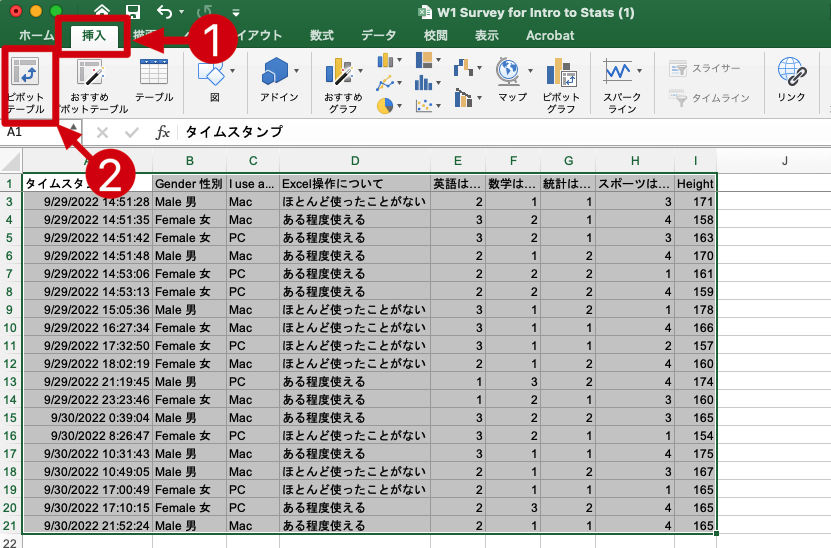 W1 Survey for Intro to Stats (1)
ホーム 挿入 描画 イアウト 数式 データ 校閲 表示 Acrobat
1
ピボット
テーブル
おすすめ
ピボットテーブル
テーブル
図
アドイン
おすすめ
グラフ
マップ
ピボット
グラフ
スパーク
ライン
スライサー
タイムライン
リンク
A1 fx タイムスタンプ
2
A B C D E F G H I J
1 タイムスタ Gender 性別 I use a... Excel操作について 英語は... 数学は... 統計は... スポーツは... Height
3 9/29/2022 14:51:28 Male 男 Mac ほとんど使ったことがない 2 1 1 3 171
4 9/29/2022 14:51:35 Female 女 Mac ある程度使える 3 2 1 4 158
5 9/29/2022 14:51:42 Female 女 PC ある程度使える 3 2 1 3 163
6 9/29/2022 14:51:48 Male 男 Mac ある程度使える 2 1 2 4 170
7 9/29/2022 14:53:06 Female 女 PC ある程度使える 2 2 2 1 161
8 9/29/2022 14:53:13 Female 女 Mac ある程度使える 2 2 2 4 159
9 9/29/2022 15:05:36 Male 男 Mac ほとんど使ったことがない 3 1 2 1 178
10 9/29/2022 16:27:34 Female 女 Mac ほとんど使ったことがない 3 1 1 4 166
11 9/29/2022 17:32:50 Female 女 PC ほとんど使ったことがない 3 1 1 2 157
12 9/29/2022 18:02:19 Female 女 Mac ほとんど使ったことがない 2 1 2 4 160
13 9/29/2022 21:19:45 Male 男 PC ある程度使える 1 3 2 4 174
14 9/29/2022 23:23:46 Female 女 Mac ある程度使える 1 2 1 3 160
15 9/30/2022 0:39:04 Male 男 Mac ある程度使える 3 2 2 3 165
16 9/30/2022 8:26:47 Female 女 PC ほとんど使ったことがない 3 2 1 1 154
17 9/30/2022 10:31:43 Male 男 Mac ある程度使える 3 1 1 4 175
18 9/30/2022 10:49:05 Male 男 Mac ほとんど使ったことがない 2 1 2 3 167
19 9/30/2022 17:00:49 Female 女 PC ほとんど使ったことがない 2 1 1 1 165
20 9/30/2022 17:10:15 Female 女 PC ある程度使える 2 3 2 4 165
21 9/30/2022 21:52:24 Male 男 Mac ある程度使える 2 1 1 4 165
22